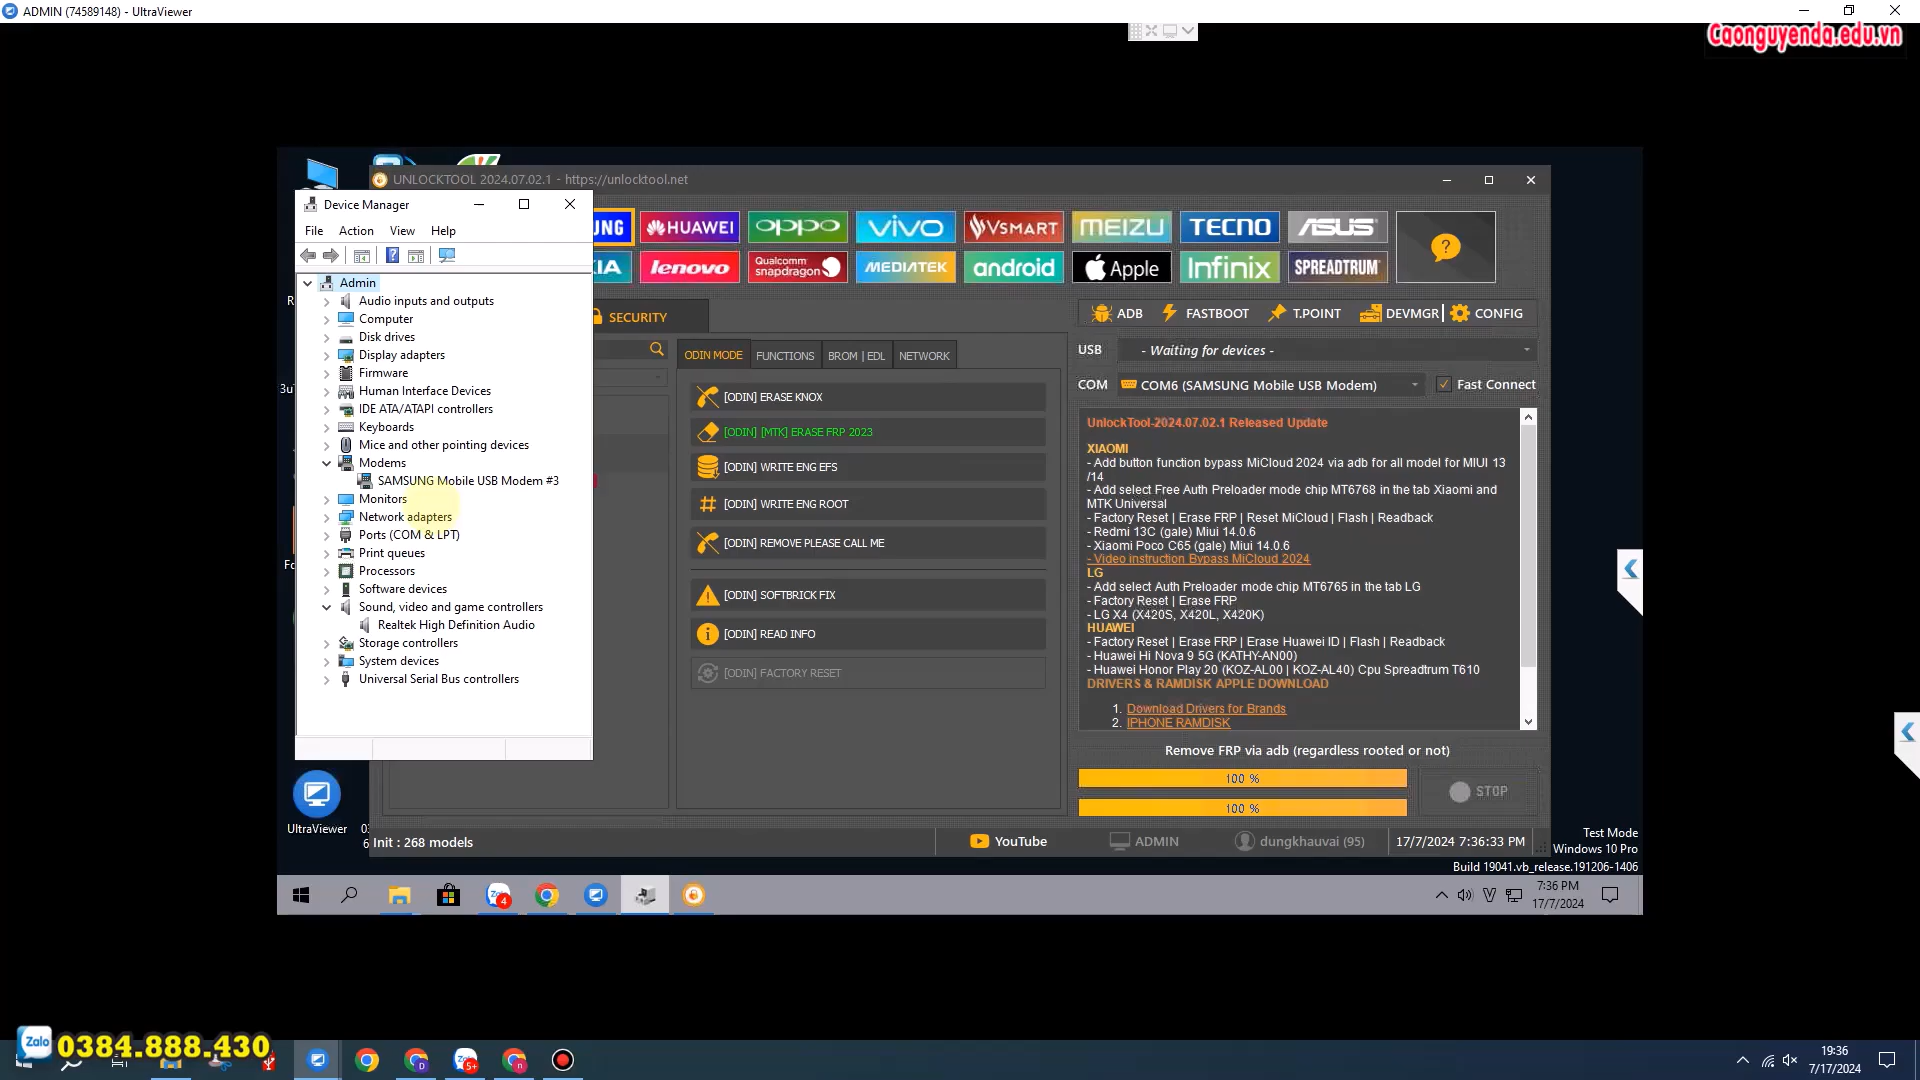 ADMIN (74589148) - UltraViewer
Caonguyenda.edu.vn
UNLOCKTOOL 2024.07.02.1 - https://unlocktool.net
Device Manager
File Action View Help
Admin
Audio inputs and outputs
Computer
Disk drives
Display adapters
Firmware
Human Interface Devices
IDE ATA/ATAPI controllers
Keyboards
Mice and other pointing devices
Modems
SAMSUNG Mobile USB Modem #3
Monitors
Network adapters
Ports (COM & LPT)
Print queues
Processors
Software devices
Sound, video and game controllers
Realtek High Definition Audio
Storage controllers
System devices
Universal Serial Bus controllers
UltraViewer
UNG HUAWEI oppo vivo VSMART MEIZU TECNO ASUS ?
KIA lenovo Qualcomm snapdragon MEDIATEK android Apple Infinix SPREADTRUM
SECURITY
ADB FASTBOOT T.POINT DEVMGR CONFIG
ODIN MODE FUNCTIONS BROM | EDL NETWORK
[ODIN] ERASE KNOX
[ODIN] [MTK] ERASE FRP 2023
[ODIN] WRITE ENG EFS
[ODIN] WRITE ENG ROOT
[ODIN] REMOVE PLEASE CALL ME
[ODIN] SOFTBRICK FIX
[ODIN] READ INFO
[ODIN] FACTORY RESET
USB - Waiting for devices -
COM COM6 (SAMSUNG Mobile USB Modem) Fast Connect
UnlockTool-2024.07.02.1 Released Update
XIAOMI
- Add button function bypass MiCloud 2024 via adb for all model for MIUI 13
/14
- Add select Free Auth Preloader mode chip MT6768 in the tab Xiaomi and
MTK Universal
- Factory Reset | Erase FRP | Reset MiCloud | Flash | Readback
- Redmi 13C (gale) Miui 14.0.6
- Xiaomi Poco C65 (gale) Miui 14.0.6
- Video instruction Bypass MiCloud 2024
LG
- Add select Auth Preloader mode chip MT6765 in the tab LG
- Factory Reset | Erase FRP
- LG X4 (X420S, X420L, X420K)
HUAWEI
- Factory Reset | Erase FRP | Erase Huawei ID | Flash | Readback
- Huawei Hi Nova 9 5G (KATHY-AN00)
- Huawei Honor Play 20 (KOZ-AL00 | KOZ-AL40) Cpu Spreadtrum T610
DRIVERS & RAMDISK APPLE DOWNLOAD
1. Download Drivers for Brands
2. IPHONE RAMDISK
Remove FRP via adb (regardless rooted or not)
100 %
100 %
STOP
Init : 268 models
YouTube ADMIN dungkhauvai (95) 17/7/2024 7:36:33 PM
Test Mode
Windows 10 Pro
Build 19041.vb_release.191206-1406
7:36 PM
17/7/2024
Zalo 0384.888.430
19:36
7/17/2024